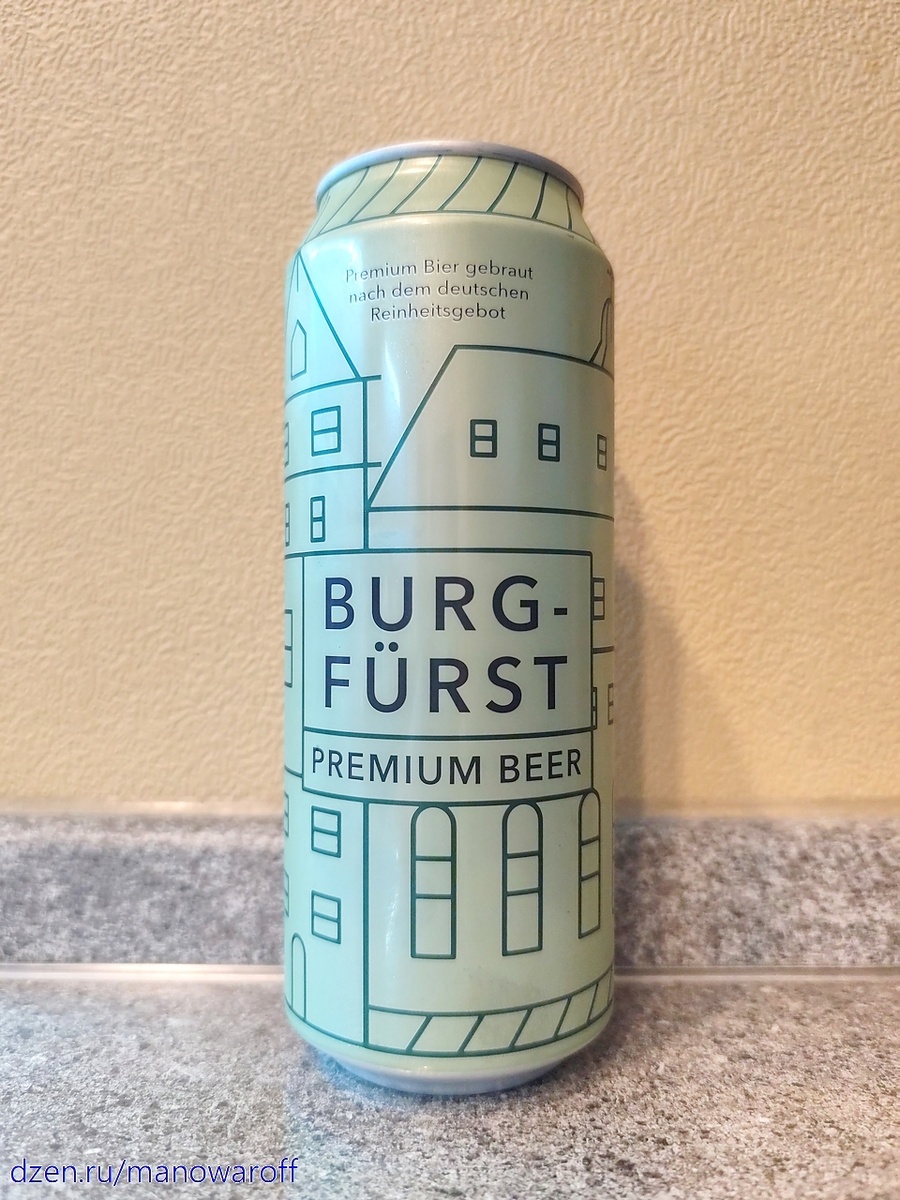 Premium Bier gebraut
nach dem deutschen
Reinheitsgebot
BURG-
FÜRST
PREMIUM BEER
dzen.ru/manowaroff